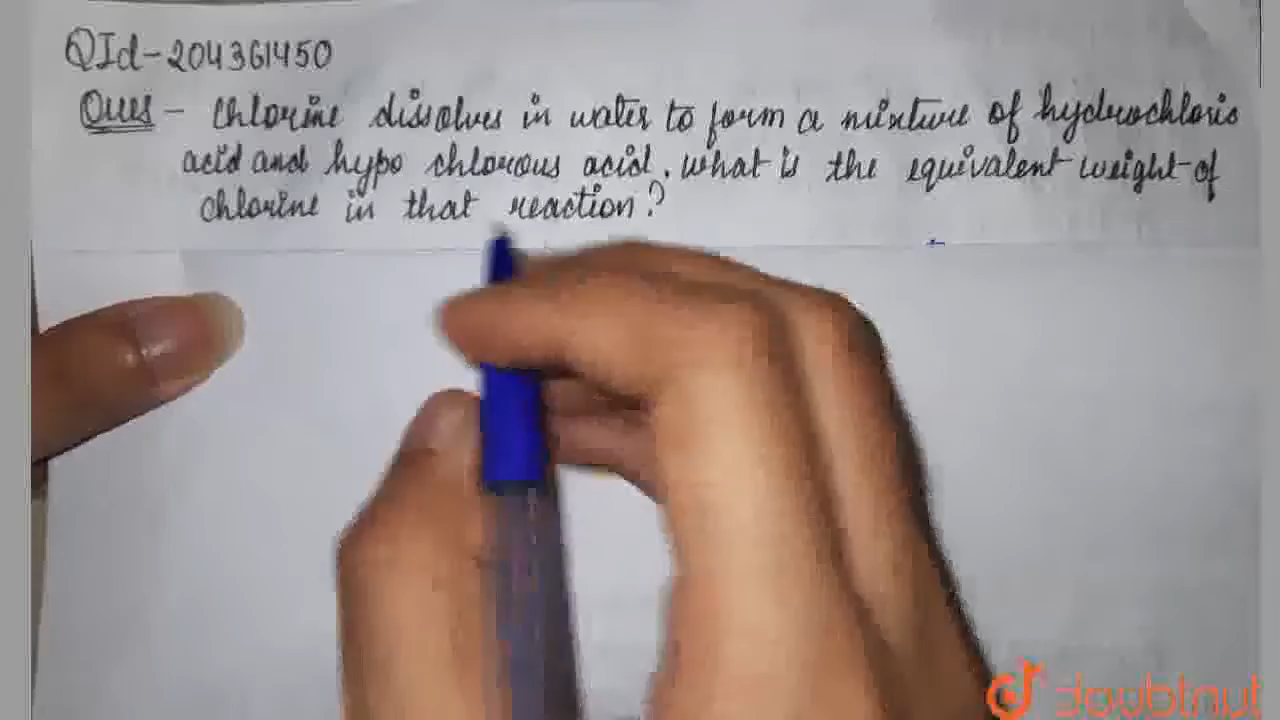 QId-204361450
Ques - Chlorine dissolves in water to form a mixture of hydrochloric
acid and hypo chlorous acid. what is the equivalent weight of
chlorine in that reaction?
doubtnut